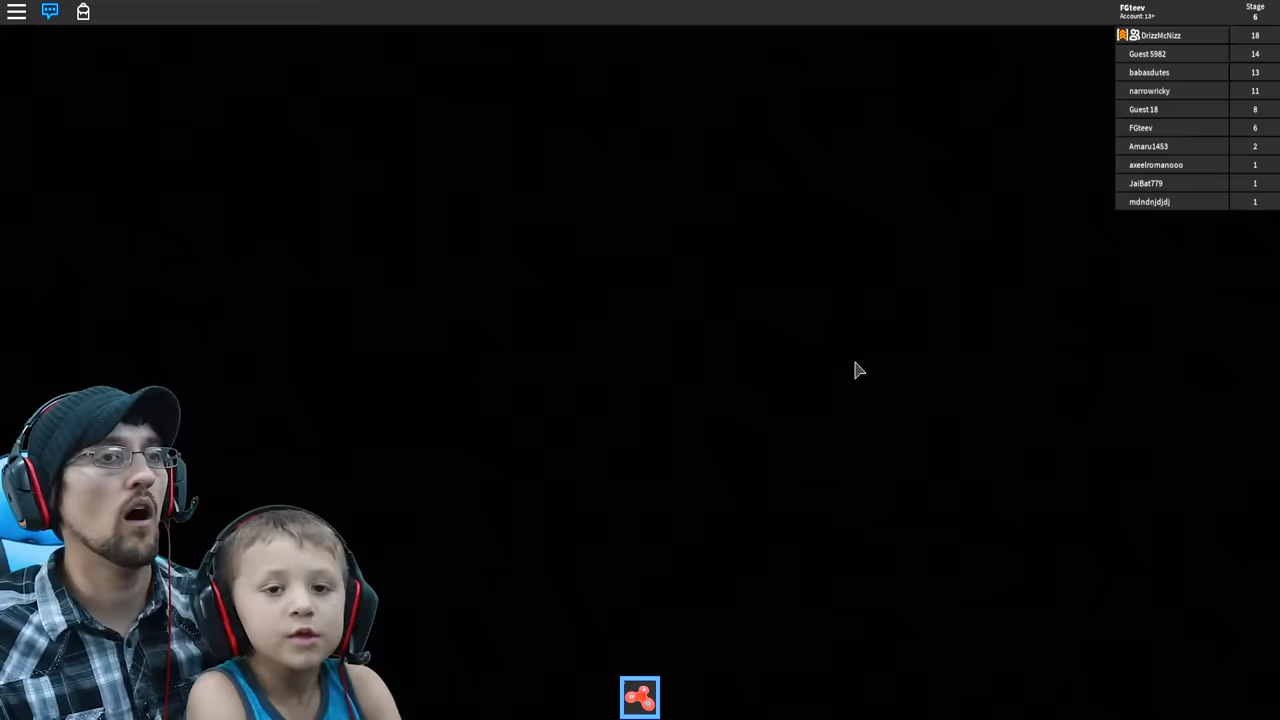 FGteev Stage
Account: 13+ 6
DrizzMcNizz 18
Guest 5982 14
babasdutes 13
narrowricky 11
Guest 18 8
FGteev 6
Amaru1453 2
axeelromanooo 1
JaiBat779 1
mdndnjdjdj 1